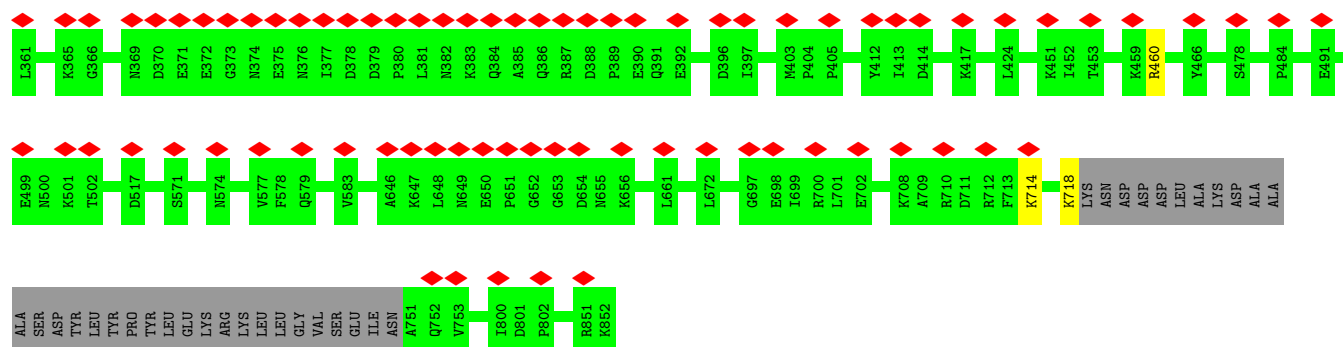 L361 K365 G366 N369 D370 E371 E372 G373 N374 E375 N376 I377 D378 D379 P380 L381 N382 K383 Q384 A385 Q386 R387 D388 P389 E390 Q391 E392 D396 I397 M403 P404 P405 Y412 I413 D414 K417 L424 K451 I452 T453 K459 R460 Y466 S478 P484 E491
E499 N500 K501 T502 D517 S571 N574 V577 F578 Q579 V583 A646 K647 L648 N649 E650 P651 G652 G653 D654 N655 K656 L661 L672 G697 E698 I699 R700 L701 E702 K708 A709 R710 D711 R712 F713 K714 K718 LYS ASN ASP ASP ASP LEU ALA LYS ASP ALA ALA
ALA SER ASP TYR LEU TYR PRO TYR LEU GLU LYS ARG LYS LEU LEU GLY VAL SER GLU ILE ASN A751 Q752 V753 I800 D801 P802 R851 K852